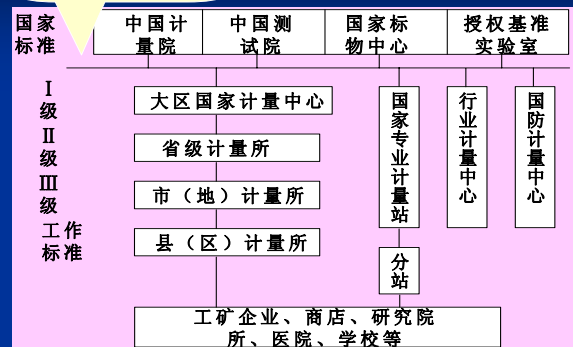 国家
标准
中国计
量院
中国测
试院
国家标
物中心
授权基准
实验室
I
级
II
级
III
级
工作
标准
大区国家计量中心
省级计量所
市（地）计量所
县（区）计量所
国家专业计量站
分站
行业计量中心
国防计量中心
工矿企业、商店、研究院
所、医院、学校等